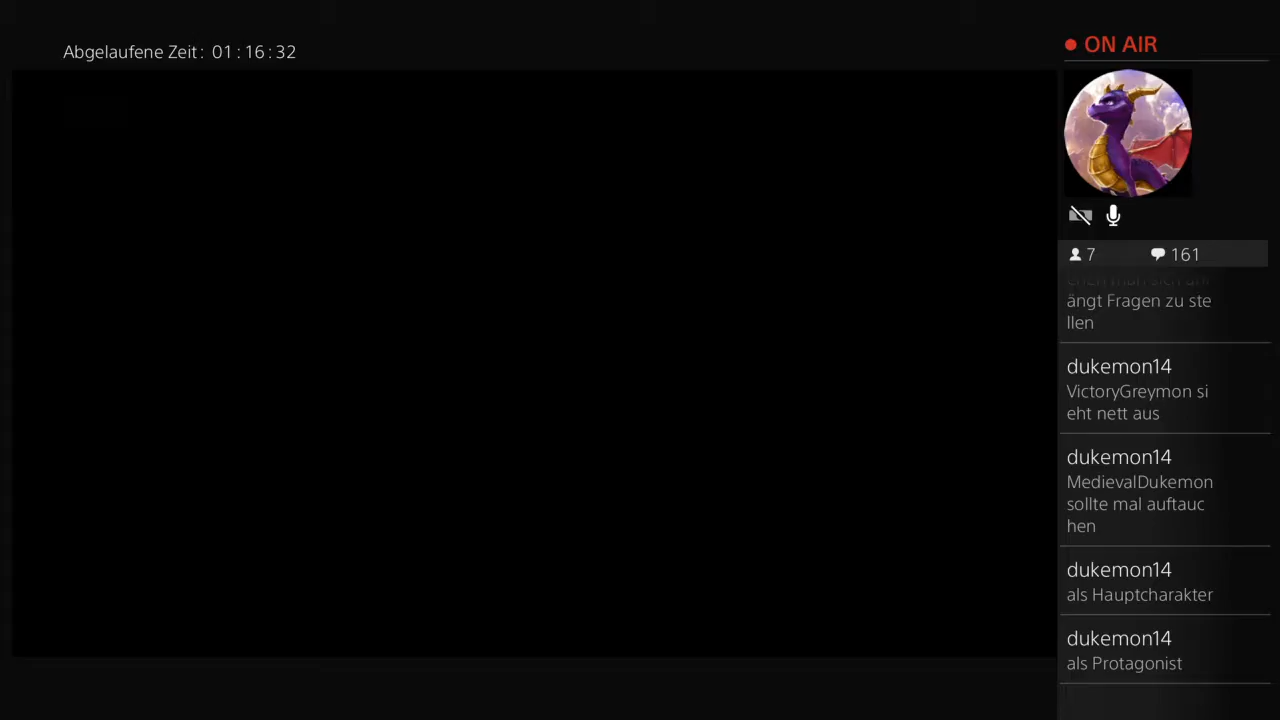 Abgelaufene Zeit: 01:16:32
ON AIR
7 161
ängt Fragen zu ste
llen
dukemon14
VictoryGreymon si
eht nett aus
dukemon14
MedievalDukemon
sollte mal auftauc
hen
dukemon14
als Hauptcharakter
dukemon14
als Protagonist